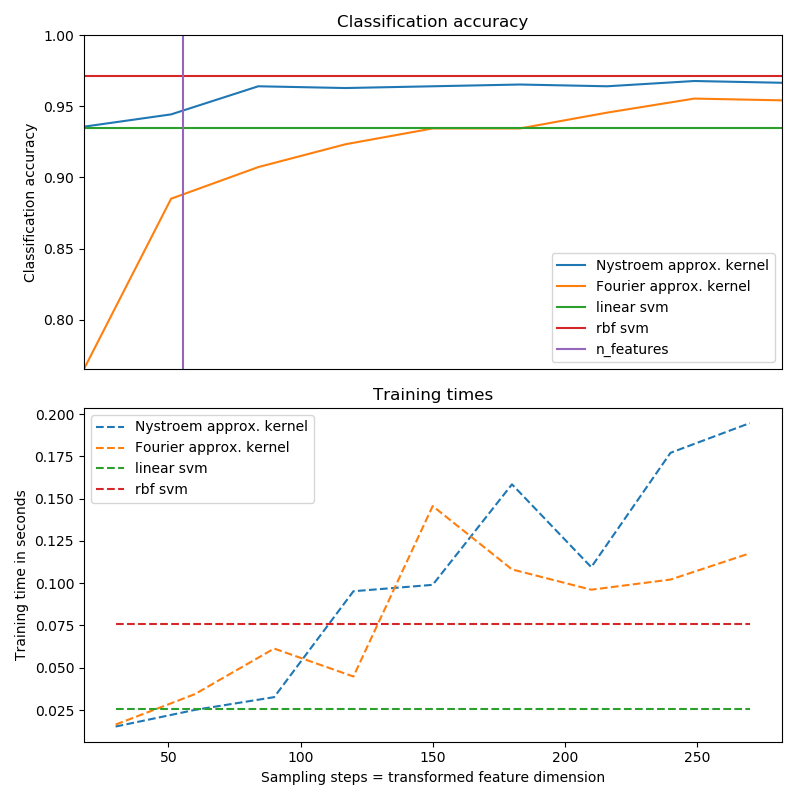 Classification accuracy
1.00
0.95
0.90
0.85
0.80
Classification accuracy
Nystroem approx. kernel
Fourier approx. kernel
linear svm
rbf svm
n_features
Training times
0.200
0.175
0.150
0.125
0.100
0.075
0.050
0.025
Training time in seconds
Nystroem approx. kernel
Fourier approx. kernel
linear svm
rbf svm
50 100 150 200 250
Sampling steps = transformed feature dimension